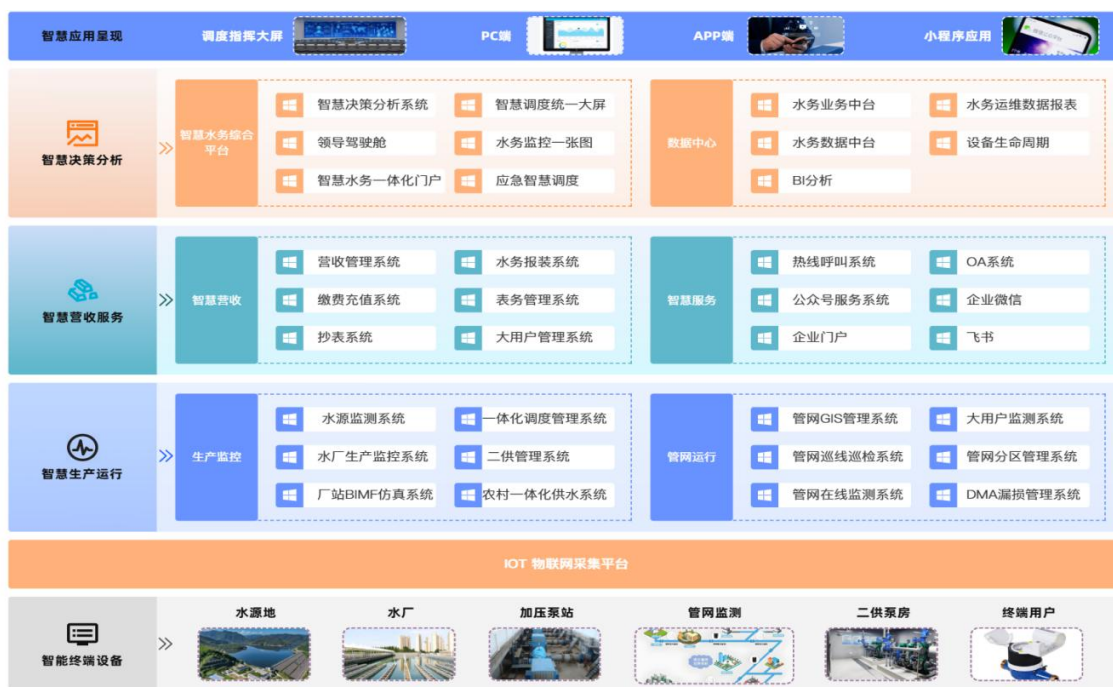 智慧应用呈现
调度指挥大屏
PC端
APP端
小程序应用
智慧决策分析
智慧水务综合
平台
智慧决策分析系统
智慧调度统一大屏
领导驾驶舱
水务监控一张图
智慧水务一体化门户
应急智慧调度
数据中心
水务业务中台
水务运维数据报表
水务数据中台
设备生命周期
BI分析
智慧营收服务
智慧营收
营收管理系统
水务报装系统
缴费充值系统
表务管理系统
抄表系统
大用户管理系统
智慧服务
热线呼叫系统
OA系统
公众号服务系统
企业微信
企业门户
飞书
智慧生产运行
生产监控
水源监测系统
一体化调度管理系统
水厂生产监控系统
二供管理系统
厂站BIMF仿真系统
农村一体化供水系统
管网运行
管网GIS管理系统
大用户监测系统
管网巡线巡检系统
管网分区管理系统
管网在线监测系统
DMA漏损管理系统
IOT 物联网采集平台
智能终端设备
水源地
水厂
加压泵站
管网监测
二供泵房
终端用户